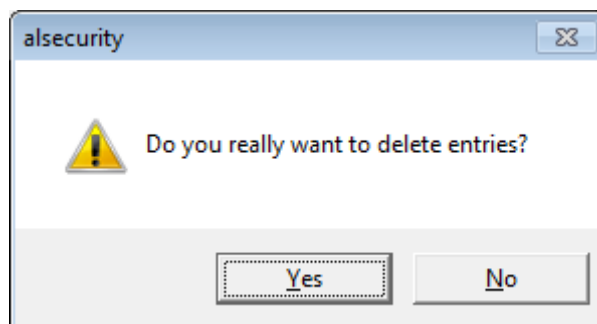 alsecurity
Do you really want to delete entries?
Yes
No